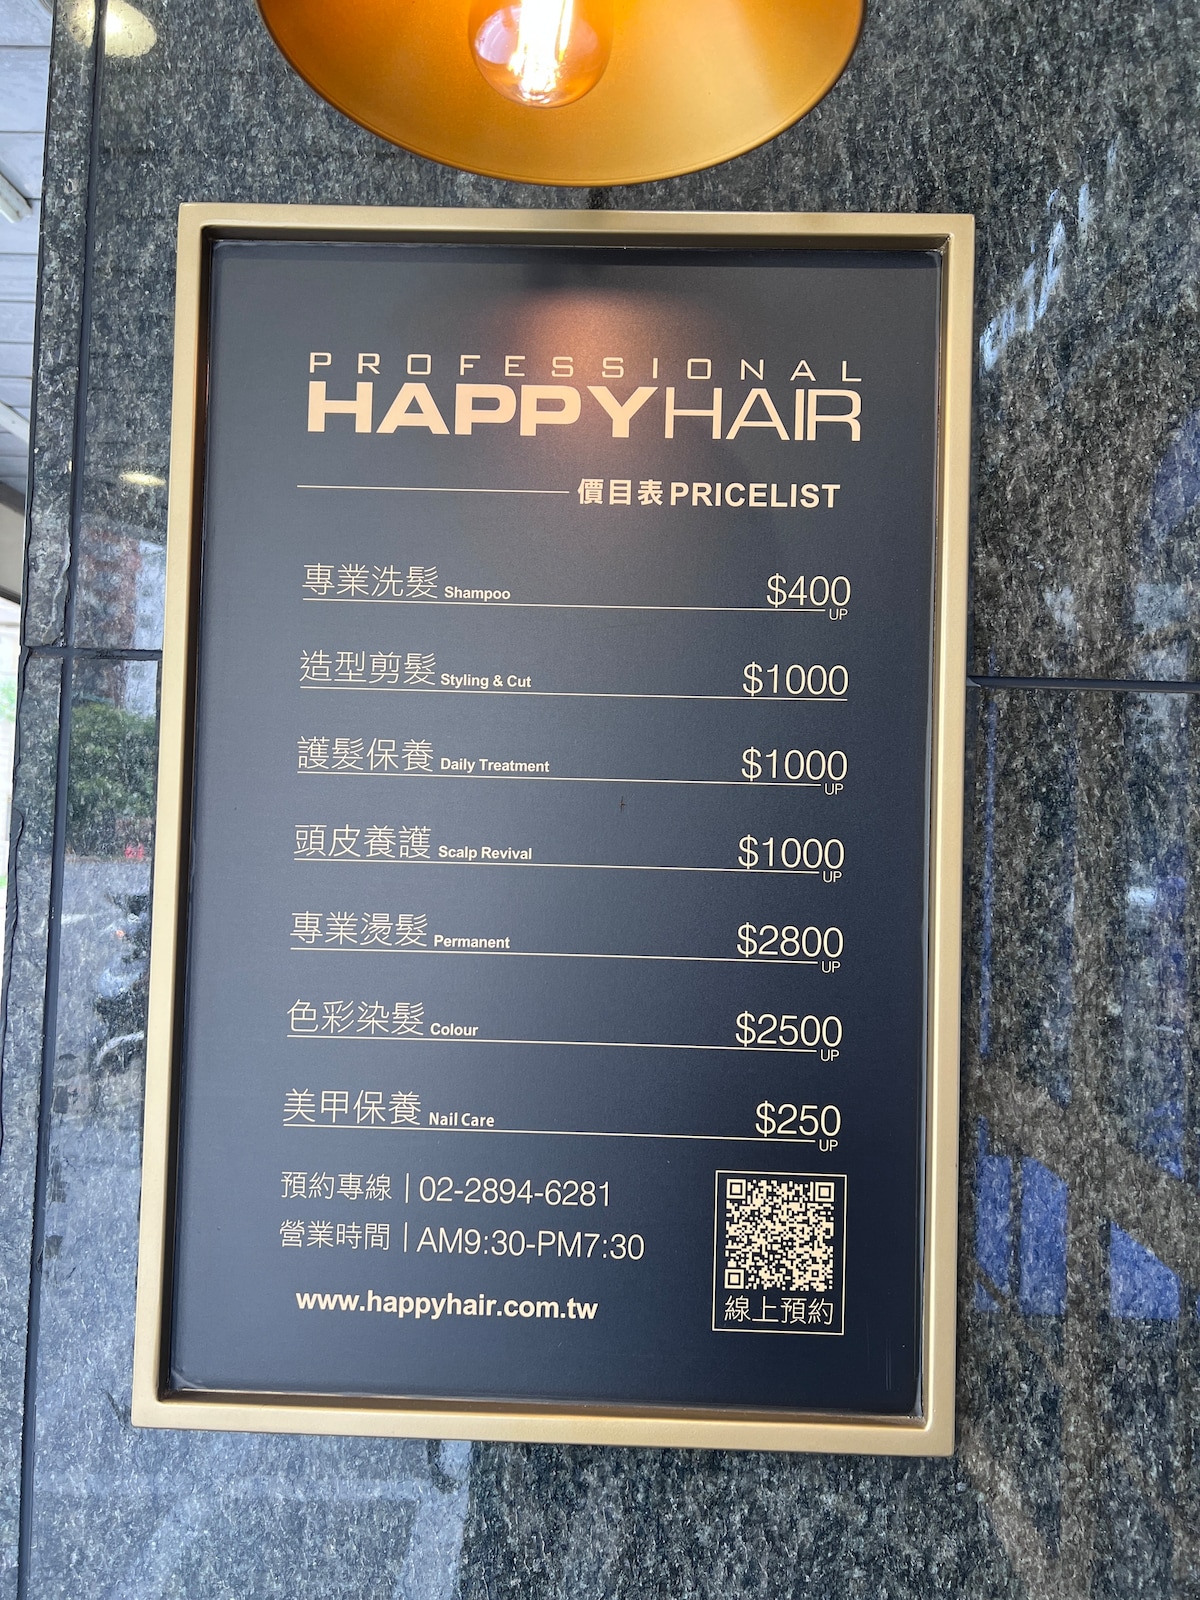 PROFESSIONAL
HAPPYHAIR
價目表PRICELIST
專業洗髮 Shampoo $400 UP
造型剪髮 Styling & Cut $1000
護髮保養 Daily Treatment $1000 UP
頭皮養護 Scalp Revival $1000 UP
專業燙髮 Permanent $2800 UP
色彩染髮 Colour $2500 UP
美甲保養 Nail Care $250 UP
預約專線|02-2894-6281
營業時間|AM9:30-PM7:30
www.happyhair.com.tw
線上預約